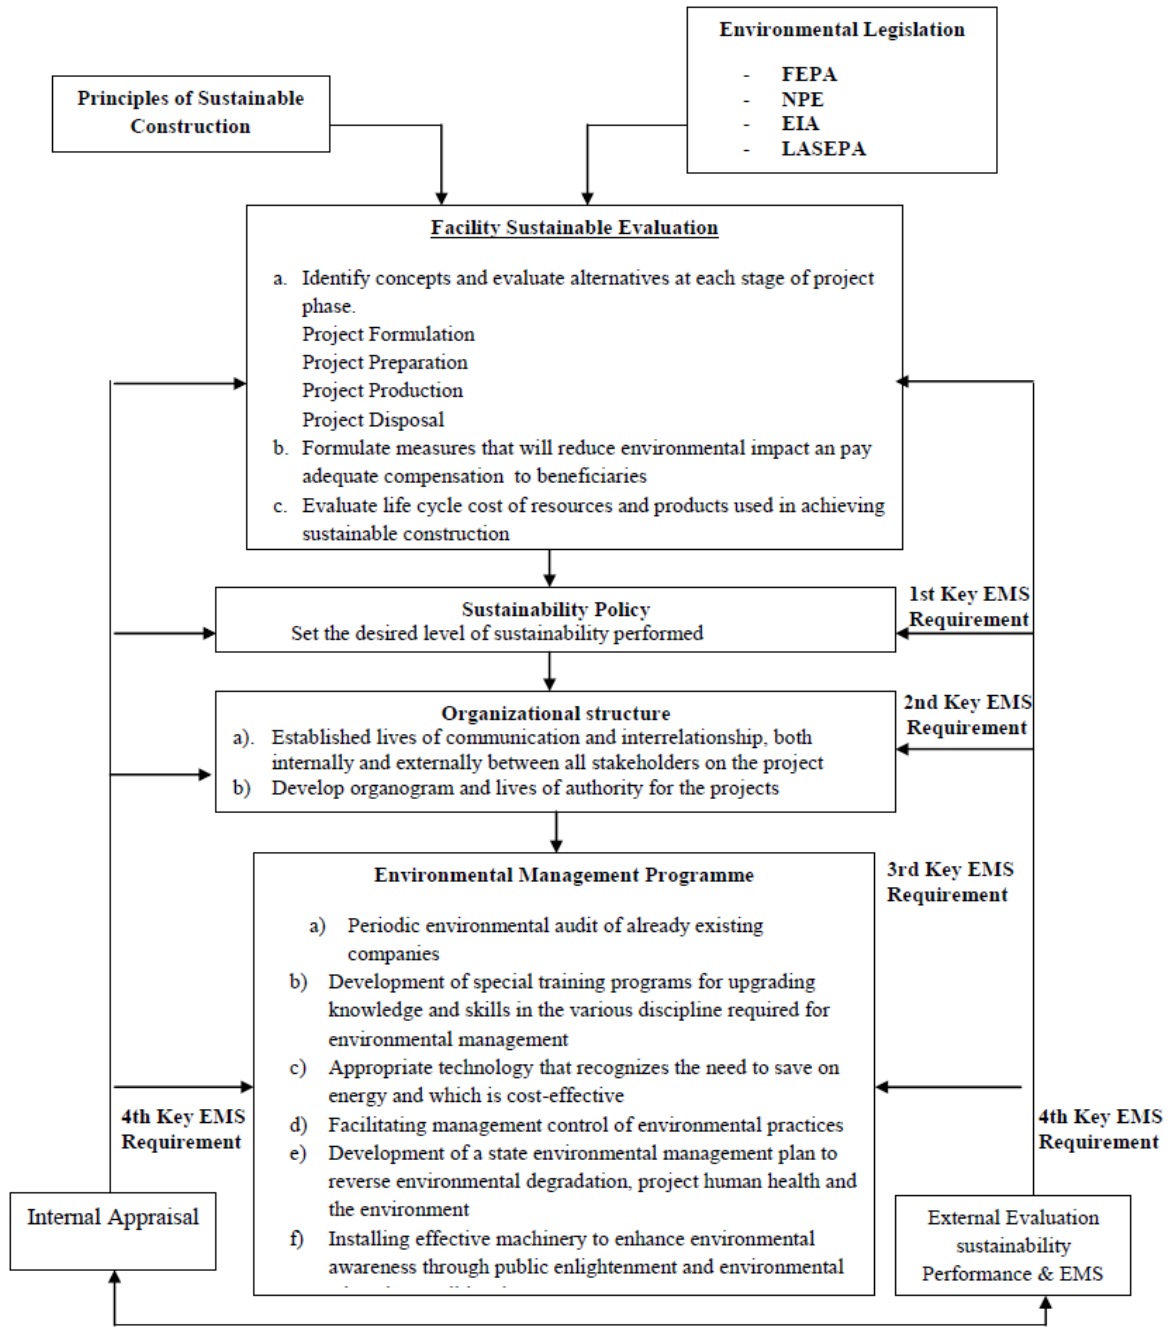 Environmental Legislation
- FEPA
- NPE
- EIA
- LASEPA
Principles of Sustainable
Construction
Facility Sustainable Evaluation
a. Identify concepts and evaluate alternatives at each stage of project
phase.
Project Formulation
Project Preparation
Project Production
Project Disposal
b. Formulate measures that will reduce environmental impact an pay
adequate compensation to beneficiaries
c. Evaluate life cycle cost of resources and products used in achieving
sustainable construction
Sustainability Policy
Set the desired level of sustainability performed
1st Key EMS
Requirement
Organizational structure
a). Established lives of communication and interrelationship, both
internally and externally between all stakeholders on the project
b) Develop organogram and lives of authority for the projects
2nd Key EMS
Requirement
Environmental Management Programme
a) Periodic environmental audit of already existing
companies
b) Development of special training programs for upgrading
knowledge and skills in the various discipline required for
environmental management
c) Appropriate technology that recognizes the need to save on
energy and which is cost-effective
d) Facilitating management control of environmental practices
e) Development of a state environmental management plan to
reverse environmental degradation, project human health and
the environment
f) Installing effective machinery to enhance environmental
awareness through public enlightenment and environmental
3rd Key EMS
Requirement
4th Key EMS
Requirement
4th Key EMS
Requirement
Internal Appraisal
External Evaluation
sustainability
Performance & EMS